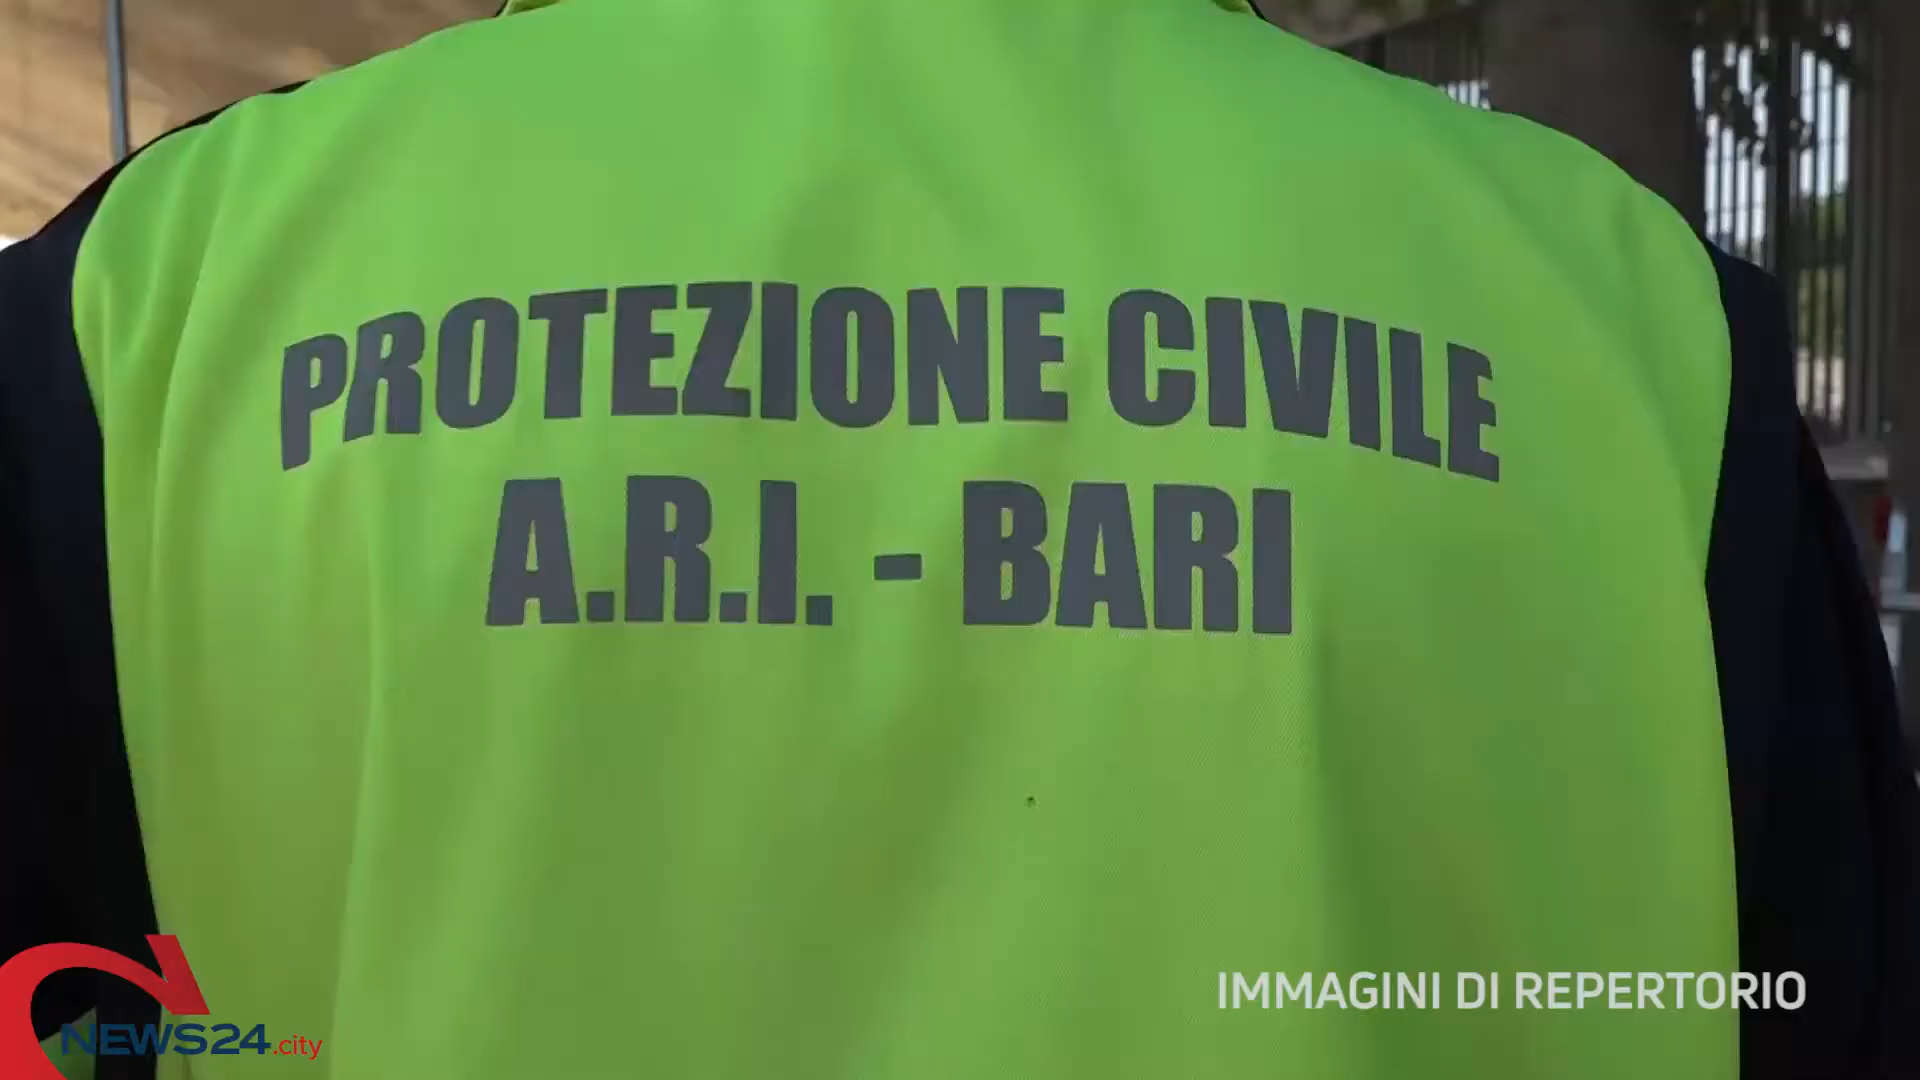 PROTEZIONE CIVILE
A.R.I. - BARI
IMMAGINI DI REPERTORIO
NEWS24.city